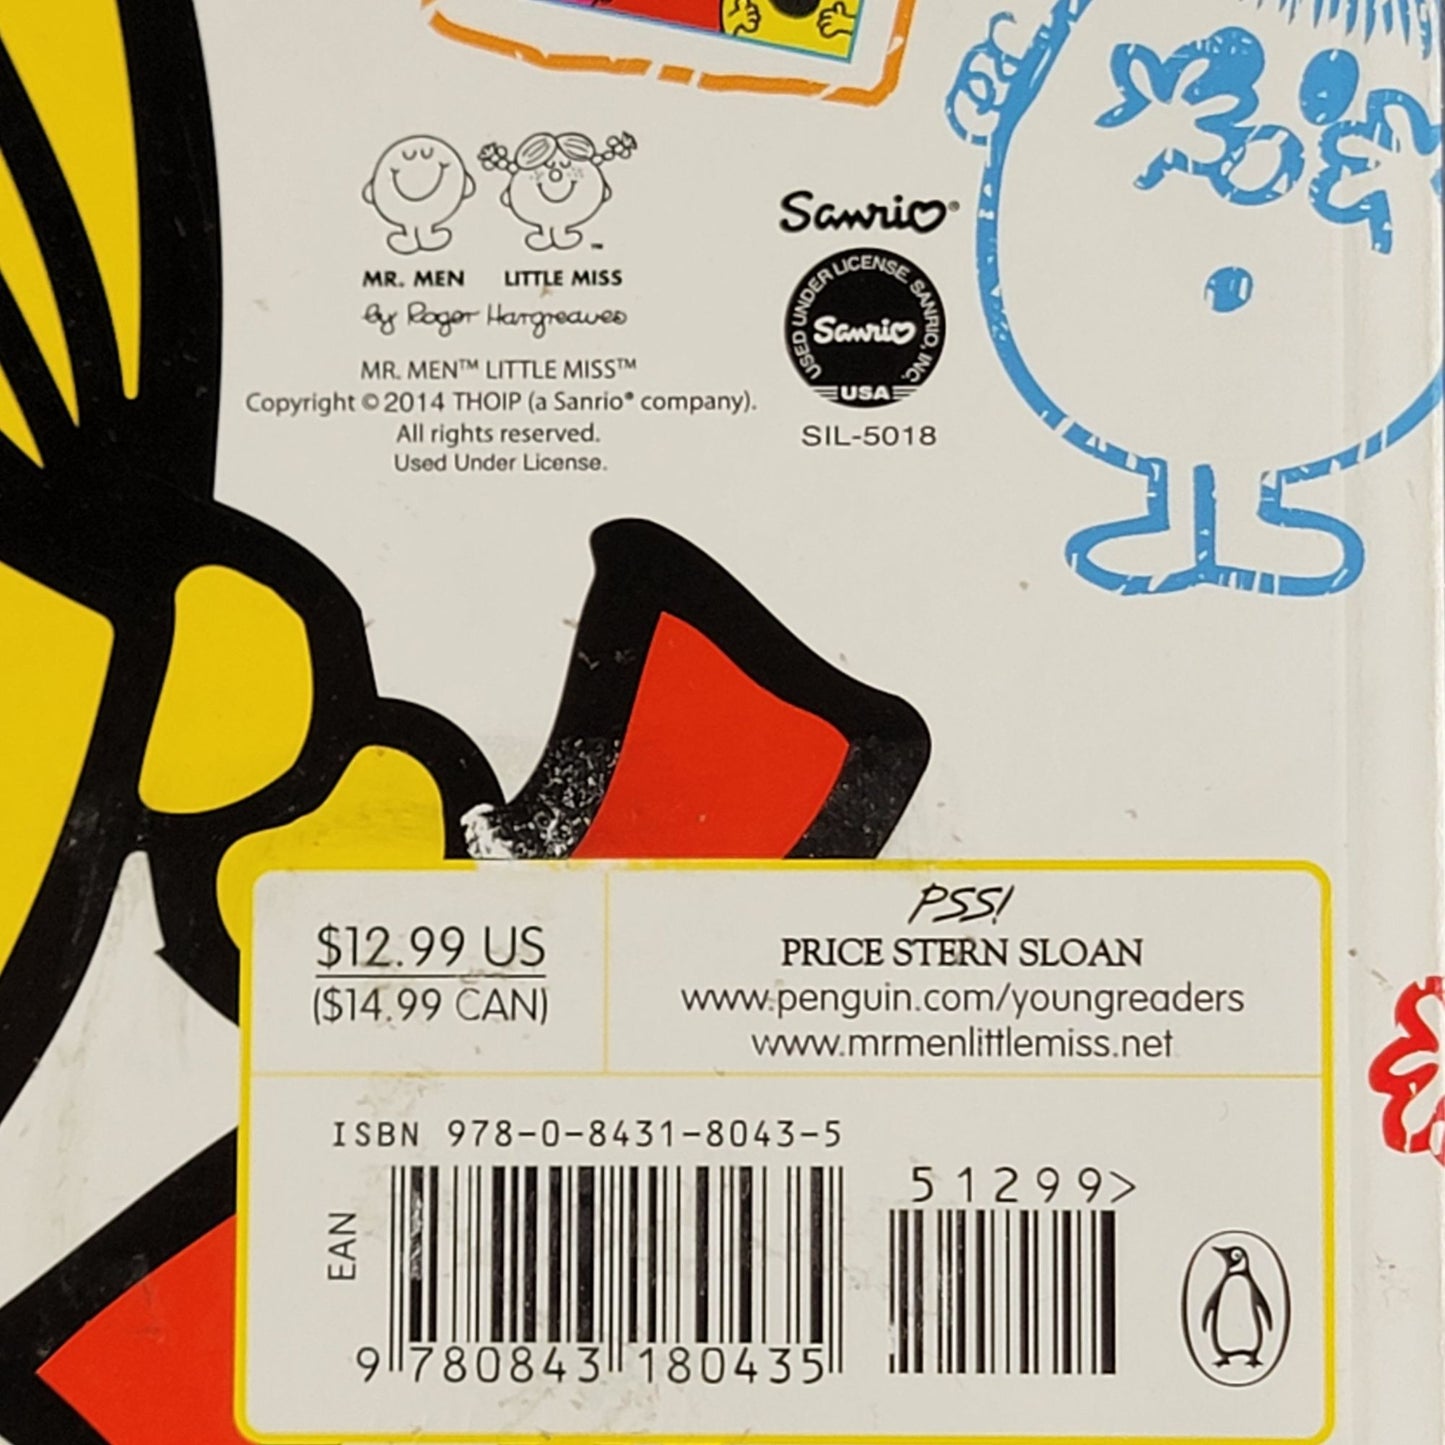 MR. MEN LITTLE MISS™
by Roger Hargreaves
MR. MEN™ LITTLE MISS™
Copyright © 2014 THOIP (a Sanrio® company).
All rights reserved.
Used Under License.
Sanrio®
USED UNDER LICENSE. SANRIO, INC.
Sanrio
USA
SIL-5018
$12.99 US
($14.99 CAN)
PSS!
PRICE STERN SLOAN
www.penguin.com/youngreaders
www.mrmenlittlemiss.net
ISBN 978-0-8431-8043-5
51299>
EAN
9 780843 180435